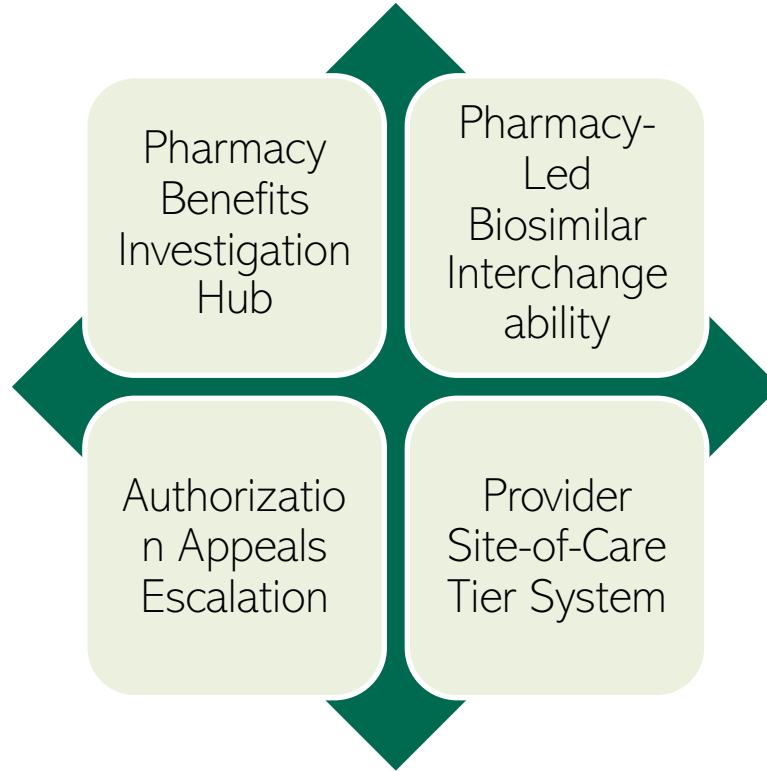 Pharmacy
Benefits
Investigation
Hub
Pharmacy-
Led
Biosimilar
Interchange
ability
Authorizatio
n Appeals
Escalation
Provider
Site-of-Care
Tier System